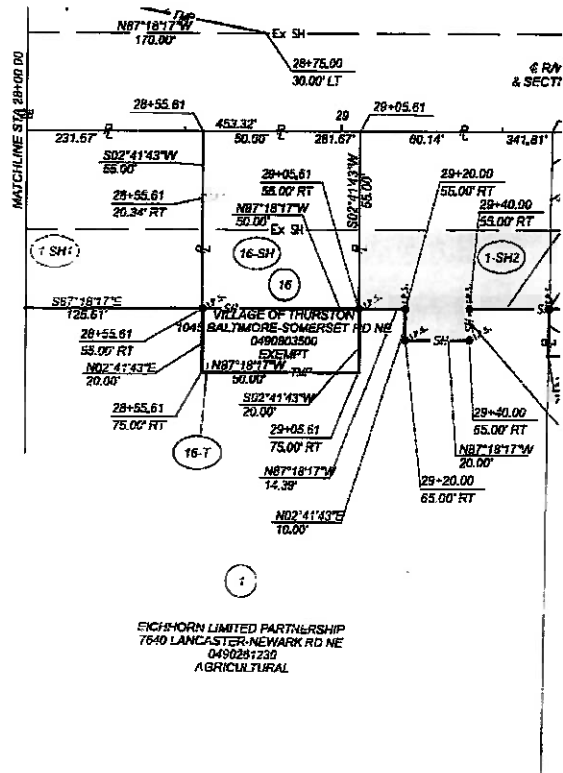 TMP
N87°18'17"W
170.00'
Ex SH
28+75.00
30.00' LT
& SECTI
MATCHLINE STA 28+00.00
28+55.61
29
29+05.61
453.32'
231.67'
50.00'
281.67'
60.14'
341.81'
S02°41'43"W
55.00'
28+55.61
20.34' RT
29+05.61
55.00' RT
N87°18'17"W
50.00'
S02°41'43"W
55.00'
29+20.00
55.00' RT
29+40.00
55.00' RT
Ex SH
16-SH
1-SH2
16
S87°18'17"E
128.61'
I.P.S.
VILLAGE OF THURSTON
1045 BALTIMORE-SOMERSET RD NE
0490803500
EXEMPT
28+55.61
55.00' RT
N02°41'43"E
20.00'
N87°18'17"W
50.00'
TMP
SH
I.P.S.
28+55.61
75.00' RT
S02°41'43"W
20.00'
29+05.61
75.00' RT
29+40.00
65.00' RT
16-T
N87°18'17"W
14.39'
N87°18'17"W
20.00'
29+20.00
65.00' RT
N02°41'43"E
10.00'
1
EICHHORN LIMITED PARTNERSHIP
7640 LANCASTER-NEWARK RD NE
0490261230
AGRICULTURAL